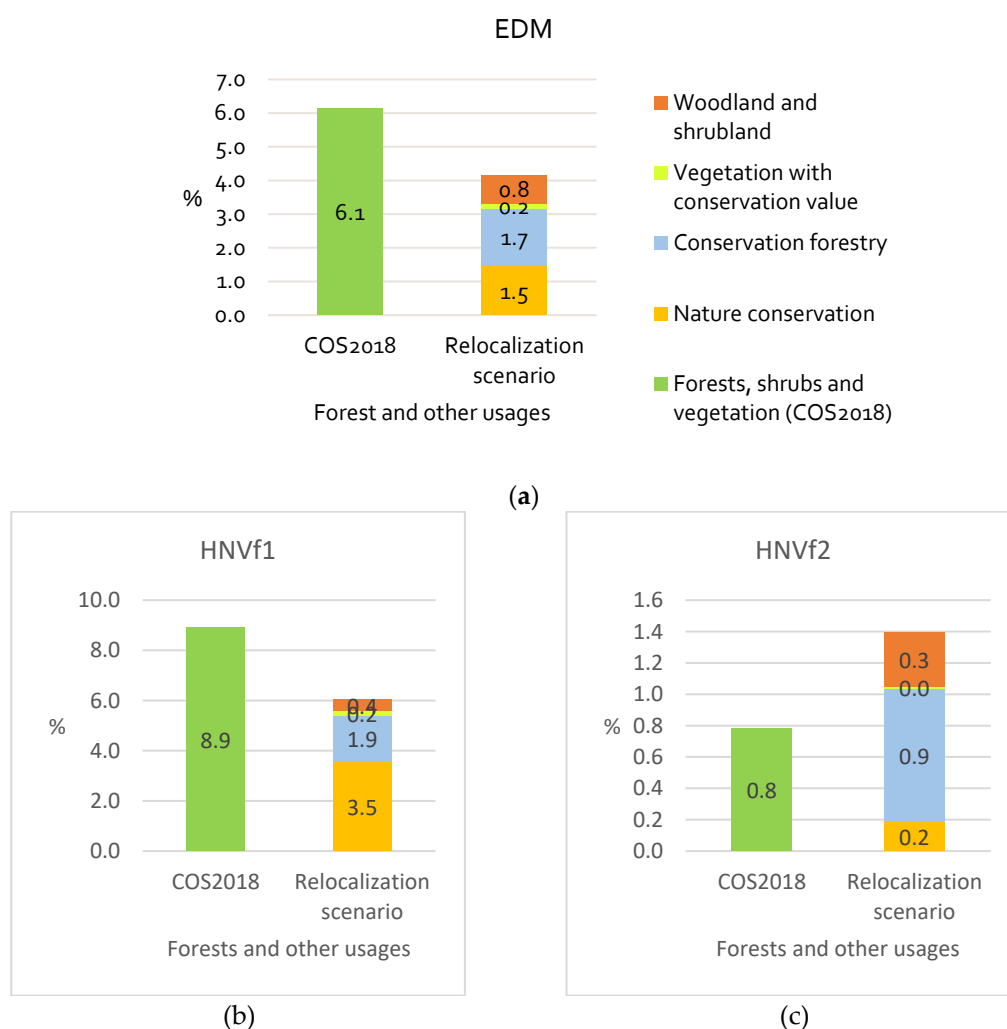 EDM
7.0
6.0
5.0
4.0
3.0
2.0
1.0
0.0
%
6.1
0.8
0.2
1.7
1.5
COS2018
Relocalization
scenario
Forest and other usages
Woodland and
shrubland
Vegetation with
conservation value
Conservation forestry
Nature conservation
Forests, shrubs and
vegetation (COS2018)
(a)
HNVf1
10.0
8.0
6.0
4.0
2.0
0.0
%
8.9
0.4
0.2
1.9
3.5
COS2018
Relocalization
scenario
Forests and other usages
(b)
HNVf2
1.6
1.4
1.2
1.0
0.8
0.6
0.4
0.2
0.0
%
0.8
0.3
0.0
0.9
0.2
COS2018
Relocalization
scenario
Forests and other usages
(c)